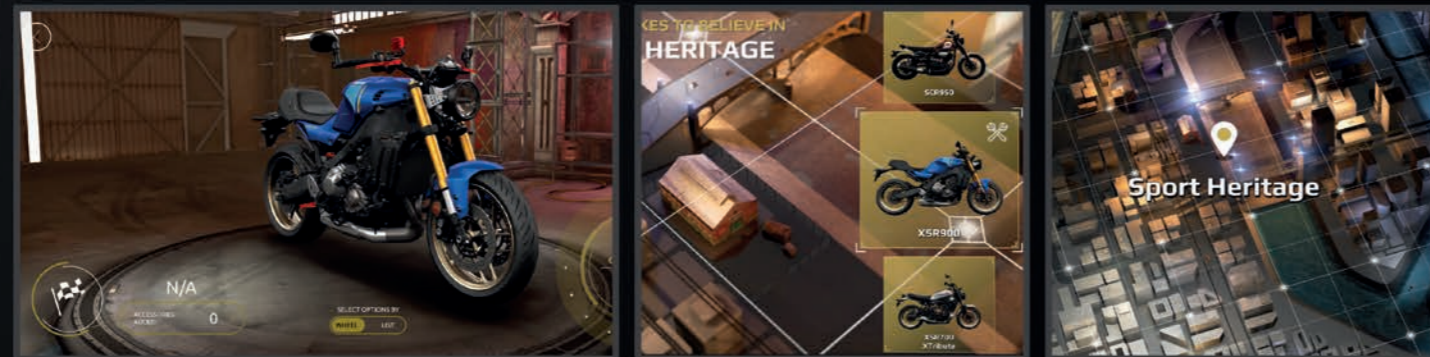 N/A
ACCESSORIES
ADDED:
0
SELECT OPTIONS BY
WHEEL
LIST
KES TO BELIEVE IN
HERITAGE
SCR950
XSR900
XSR700
XTribute
Sport Heritage